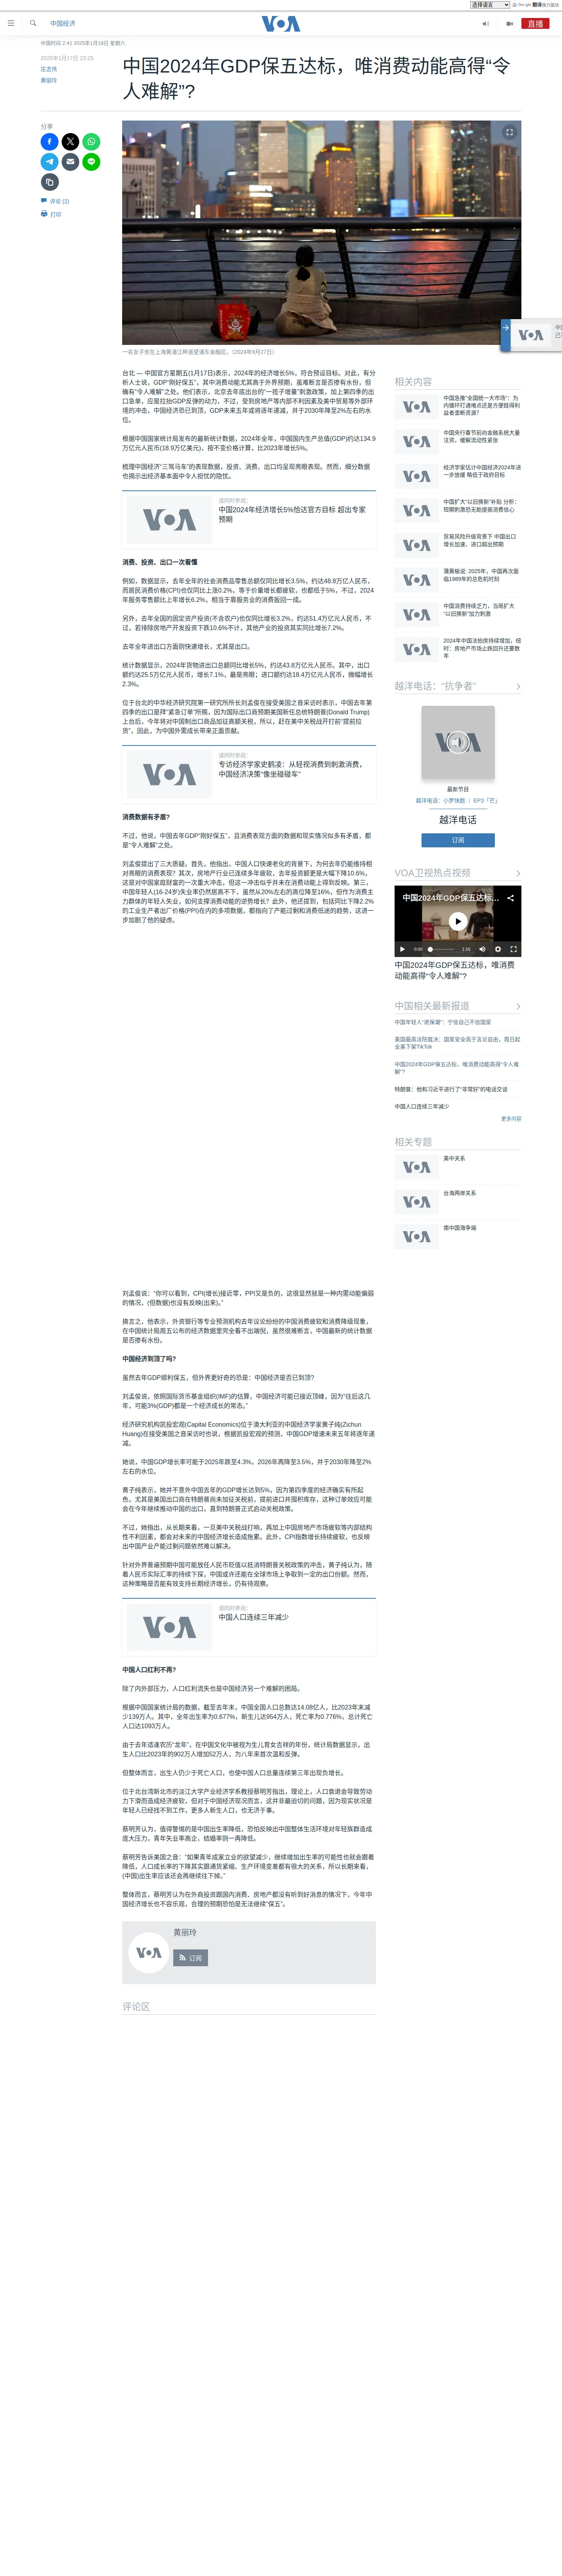 选择语言
由 Google 翻译强力驱动
中国经济
VOA
直播
中国时间 2:41 2025年1月18日 星期六
2025年1月17日 23:25
庄志伟
黄丽玲
中国2024年GDP保五达标，唯消费动能高得“令
人难解”?
分享
评论 (2)
打印
一名女子坐在上海黄浦江畔遥望浦东金融区。（2024年9月27日）
台北 — 中国官方星期五(1月17日)表示，2024年的经济增长5%，符合预设目标。对此，有分
析人士说，GDP“刚好保五”，其中消费动能尤其高于外界预期，虽难断言是否掺有水份，但
确有“令人难解”之处。他们表示，北京去年底出台的“一揽子增量”刺激政策，加上第四季的出
口急单，应是拉抬GDP反弹的动力，不过，受到房地产等内部不利因素及美中贸易等外部环
境的冲击，中国经济恐已到顶，GDP未来五年或将逐年递减，并于2030年降至2%左右的水
位。
根据中国国家统计局发布的最新统计数据，2024年全年，中国国内生产总值(GDP)约达134.9
万亿元人民币(18.9万亿美元)，按不变价格计算，比2023年增长5%。
梳理中国经济“三驾马车”的表现数据，投资、消费、出口均呈现亮眼表现。然而，细分数据
也揭示出经济基本面中令人担忧的隐忧。
请同时参阅：
中国2024年经济增长5%恰达官方目标 超出专家
预期
消费、投资、出口一次看懂
例如，数据显示，去年全年的社会消费品零售总额仅同比增长3.5%，约达48.8万亿人民币，
而居民消费价格(CPI)也仅同比上涨0.2%，等于价量增长都疲软，也都低于5%，不过，2024
年服务零售额比上年增长6.2%，相当于靠服务业的消费扳回一成。
另外，去年全国的固定资产投资(不含农户)也仅同比增长3.2%，约达51.4万亿元人民币，不
过，若排除房地产开发投资下跌10.6%不计，其他产业的投资其实同比增长7.2%。
去年全年进出口方面则快速增长，尤其是出口。
统计数据显示，2024年货物进出口总额同比增长5%，约达43.8万亿元人民币。其中，出口
额约达25.5万亿元人民币，增长7.1%，最是亮眼；进口额约达18.4万亿元人民币，微幅增长
2.3%。
位于台北的中华经济研究院第一研究所所长刘孟俊在接受美国之音采访时表示，中国去年第
四季的出口是拜“紧急订单”所赐，因为国际出口商预期美国新任总统特朗普(Donald Trump)
上台后，今年将对中国制出口商品加征高额关税，所以，赶在美中关税战开打前“提前拉
货”，因此，为中国外需成长带来正面贡献。
请同时参阅：
专访经济学家史鹤凌：从轻视消费到刺激消费，
中国经济决策“像坐碰碰车”
消费数据有矛盾?
不过，他说，中国去年GDP“刚好保五”，且消费表现方面的数据和现实情况似多有矛盾，都
是“令人难解”之处。
刘孟俊提出了三大质疑。首先，他指出，中国人口快速老化的背景下，为何去年仍能维持相
对亮眼的消费表现？其次，房地产行业已连续多年疲软，去年投资额更是大幅下降10.6%，
这是对中国家庭财富的一次重大冲击，但这一冲击似乎并未在消费动能上得到反映。第三，
中国年轻人(16-24岁)失业率仍然居高不下，虽然从20%左右的高位降至16%，但作为消费主
力群体的年轻人失业，如何支撑消费动能的逆势增长？此外，他还提到，包括同比下降2.2%
的工业生产者出厂价格(PPI)在内的多项数据，都指向了产能过剩和消费低迷的趋势，这进一
步加剧了他的疑虑。
刘孟俊说：“你可以看到，CPI(增长)接近零，PPI又是负的，这很显然就是一种内需动能偏弱
的情况，(但数据)也没有反映(出来)。”
换言之，他表示，外资银行等专业预测机构去年议论纷纷的中国消费疲软和消费降级现象，
在中国统计局周五公布的经济数据里完全看不出端倪，虽然很难断言，中国最新的统计数据
是否掺有水份。
中国经济到顶了吗?
虽然去年GDP顺利保五，但外界更好奇的恐是：中国经济是否已到顶?
刘孟俊说，依照国际货币基金组织(IMF)的估算，中国经济可能已接近顶峰，因为“往后这几
年，可能3%(GDP)都是一个经济成长的常态。”
经济研究机构凯投宏观(Capital Economics)位于澳大利亚的中国经济学家黄子纯(Zichun
Huang)在接受美国之音采访时也说，根据凯投宏观的预测，中国GDP增速未来五年将逐年递
减。
她说，中国GDP增长率可能于2025年跌至4.3%，2026年再降至3.5%，并于2030年降至2%
左右的水位。
黄子纯表示，她并不意外中国去年的GDP增长达到5%，因为第四季度的经济确实有所起
色，尤其是美国出口商在特朗普尚未加征关税前，提前进口并囤积库存，这种订单效应可能
会在今年继续推动中国的出口，直到特朗普正式启动关税政策。
不过，她指出，从长期来看，一旦美中关税战打响，再加上中国房地产市场疲软等内部结构
性不利因素，都会对未来的中国经济增长造成拖累。此外，CPI指数增长持续疲软，也反映
出中国产业产能过剩问题依然难以解决。
针对外界普遍预期中国可能放任人民币贬值以抵消特朗普关税政策的冲击，黄子纯认为，随
着人民币实际汇率的持续下探，中国或许还能在全球市场上争取到一定的出口份额。然而，
这种策略是否能有效支持长期经济增长，仍有待观察。
请同时参阅：
中国人口连续三年减少
中国人口红利不再?
除了内外部压力，人口红利流失也是中国经济另一个难解的困局。
根据中国国家统计局的数据，截至去年末，中国全国人口总数达14.08亿人，比2023年末减
少139万人。其中，全年出生率为0.677%，新生儿达954万人，死亡率为0.776%，总计死亡
人口达1093万人。
由于去年适逢农历“龙年”，在中国文化中被视为生儿育女吉祥的年份，统计局数据显示，出
生人口比2023年的902万人增加52万人，为八年来首次温和反弹。
但整体而言，出生人仍少于死亡人口，也使中国人口总量连续第三年出现负增长。
位于北台湾新北市的淡江大学产业经济学系教授蔡明芳指出，理论上，人口衰退会导致劳动
力下滑而造成经济疲软，但对于中国经济现况而言，这并非最迫切的问题，因为现实状况是
年轻人已经找不到工作，更多人新生人口，也无济于事。
蔡明芳认为，值得警惕的是中国出生率降低，恐怕反映出中国整体生活环境对年轻族群造成
庞大压力，青年失业率高企，结婚率则一再降低。
蔡明芳告诉美国之音：“如果青年成家立业的欲望减少，继续增加出生率的可能性也就会跟着
降低，人口成长率的下降其实跟通货紧缩、生产环境变差都有很大的关系，所以长期来看，
(中国)出生率应该还会再继续往下掉。”
整体而言，蔡明芳认为在外商投资跟国内消费、房地产都没有听到好消息的情况下，今年中
国经济增长也不容乐观，合理的预期恐怕是无法继续“保五”。
黄丽玲
订阅
评论区
相关内容
中国急推“全国统一大市场”：为
内循环打通堵点还是方便既得利
益者垄断资源？
中国央行春节前向金融系统大量
注资，缓解流动性紧张
经济学家估计中国经济2024年进
一步放缓 略低于政府目标
中国扩大“以旧换新”补贴 分析：
短期刺激恐无助提振消费信心
贸易风险升级背景下 中国出口
增长加速、进口超出预期
蒲黄榆说: 2025年，中国再次面
临1989年的总危机时刻
中国消费持续乏力，当局扩大
“以旧换新”加力刺激
2024年中国法拍房持续增加，纽
时：房地产市场止跌回升还要数
年
越洋电话：“抗争者”
最新节目
越洋电话：小罗快跑 ｜ EP3「芒」
越洋电话
订阅
VOA卫视热点视频
中国2024年GDP保五达标…
0:00
2:16
中国2024年GDP保五达标，唯消费
动能高得“令人难解”?
中国相关最新报道
中国年轻人“退保潮”：宁信自己不信国家
美国最高法院裁决：国家安全高于言论自由，周日起
全美下架TikTok
中国2024年GDP保五达标，唯消费动能高得“令人难
解”?
特朗普：他和习近平进行了“非常好”的电话交谈
中国人口连续三年减少
更多内容
相关专题
美中关系
台海两岸关系
南中国海争端